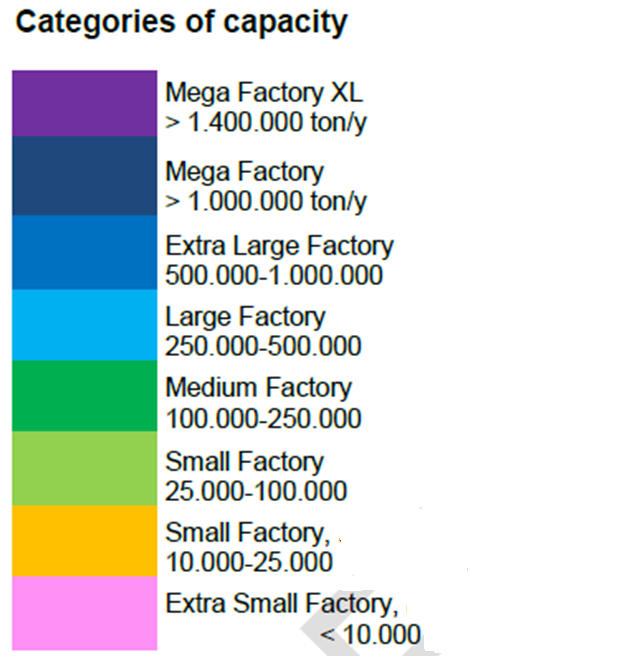 Categories of capacity
Mega Factory XL
> 1.400.000 ton/y
Mega Factory
> 1.000.000 ton/y
Extra Large Factory
500.000-1.000.000
Large Factory
250.000-500.000
Medium Factory
100.000-250.000
Small Factory
25.000-100.000
Small Factory,
10.000-25.000
Extra Small Factory,
< 10.000